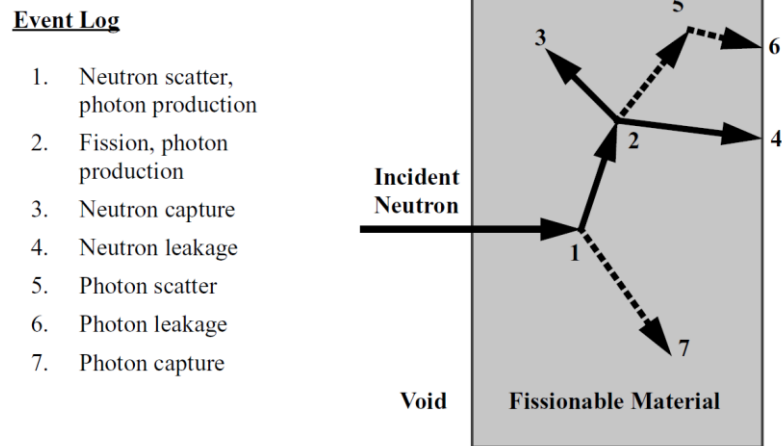 Event Log
1. Neutron scatter,
photon production
2. Fission, photon
production
3. Neutron capture
4. Neutron leakage
5. Photon scatter
6. Photon leakage
7. Photon capture
Incident
Neutron
5
3
6
2
4
1
7
Void
Fissionable Material